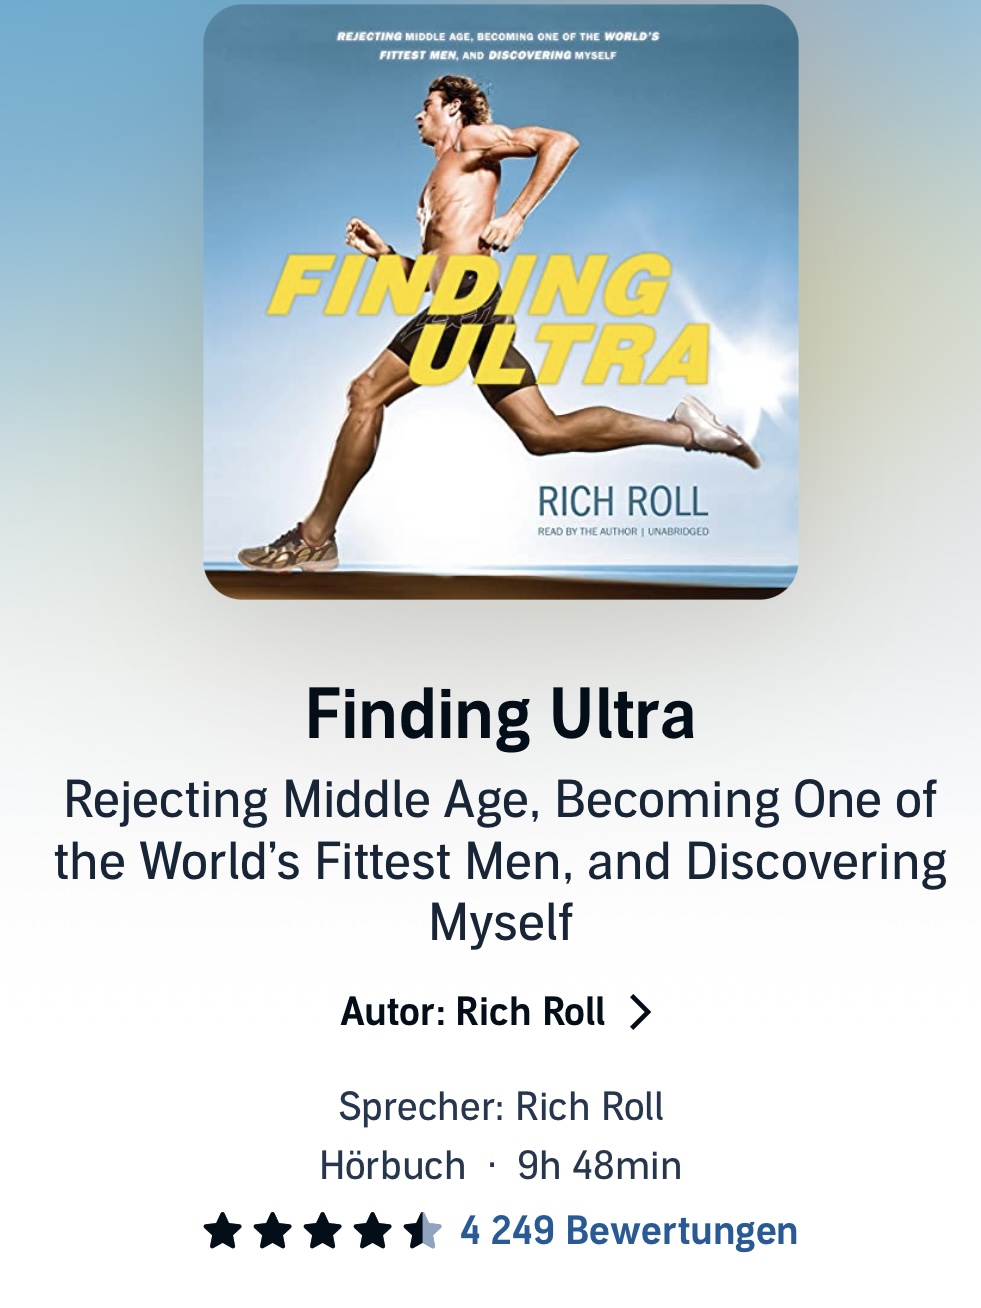 REJECTING MIDDLE AGE, BECOMING ONE OF THE WORLD'S
FITTEST MEN, AND DISCOVERING MYSELF
FINDING
ULTRA
RICH ROLL
READ BY THE AUTHOR | UNABRIDGED
Finding Ultra
Rejecting Middle Age, Becoming One of
the World’s Fittest Men, and Discovering
Myself
Autor: Rich Roll
Sprecher: Rich Roll
Hörbuch · 9h 48min
4 249 Bewertungen